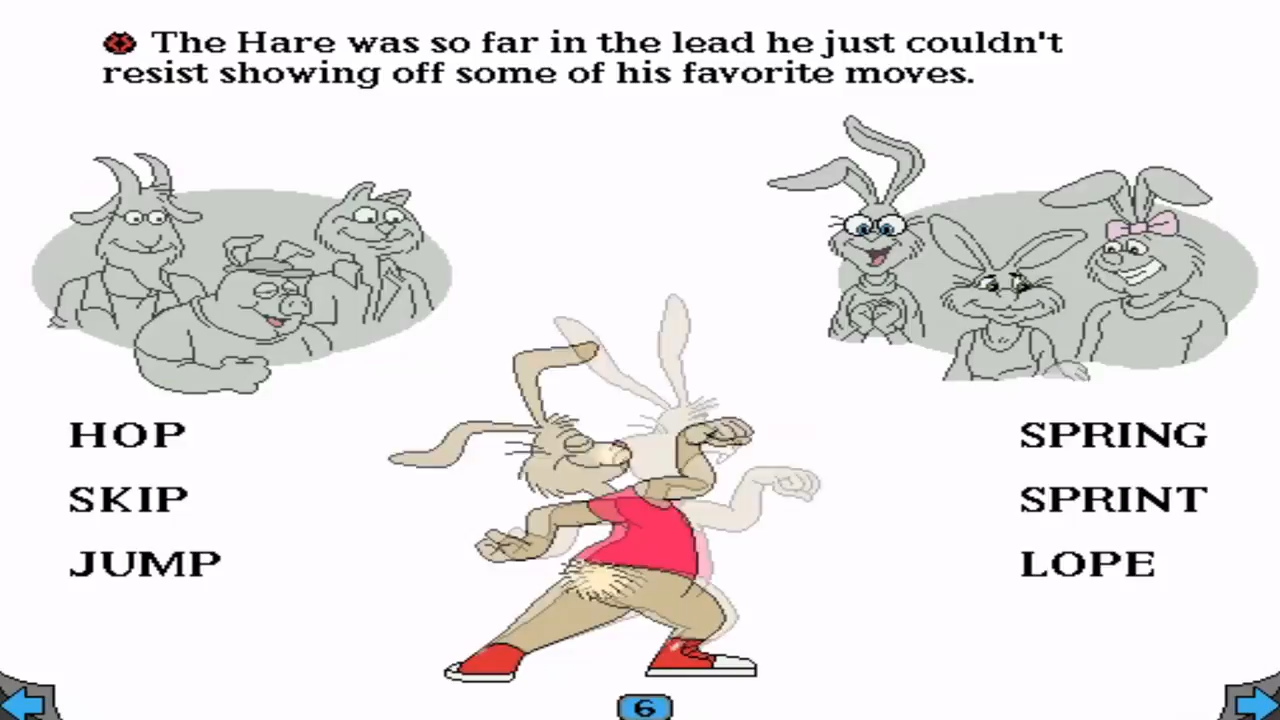 The Hare was so far in the lead he just couldn't
resist showing off some of his favorite moves.
HOP
SKIP
JUMP
SPRING
SPRINT
LOPE
6